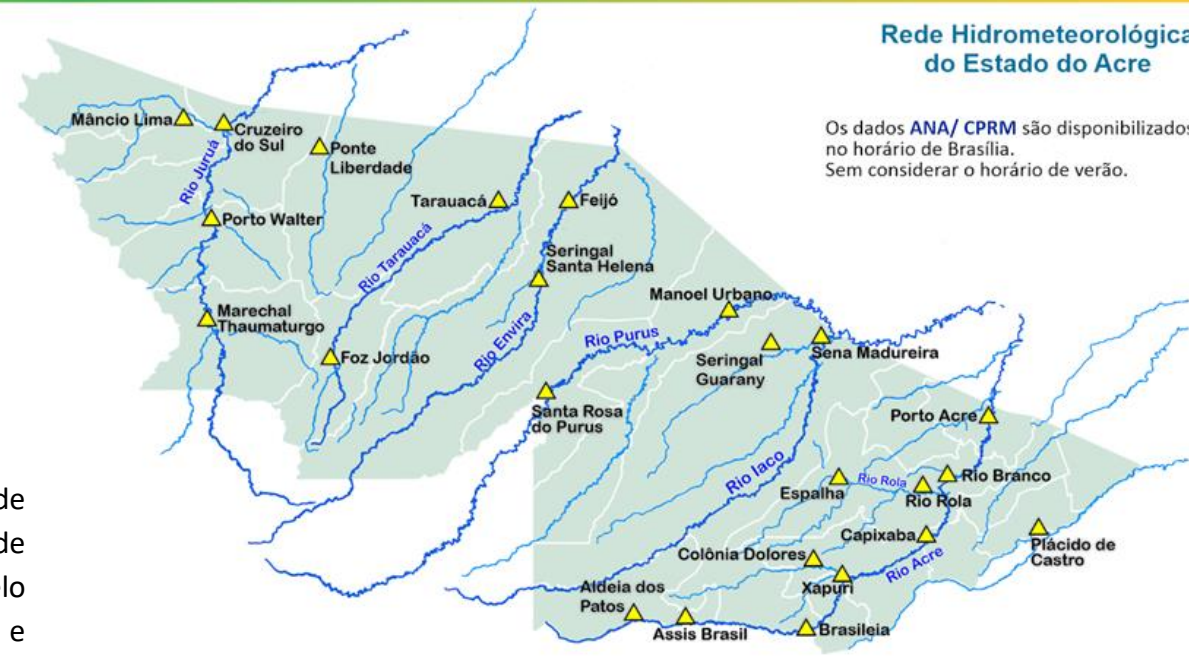 Rede Hidrometeorológica
do Estado do Acre
Os dados ANA/ CPRM são disponibilizados
no horário de Brasília.
Sem considerar o horário de verão.
Mâncio Lima
Cruzeiro
do Sul
Ponte
Liberdade
Rio Juruá
Tarauacá
Feijó
Porto Walter
Rio Tarauacá
Seringal
Santa Helena
Manoel Urbano
Marechal
Thaumaturgo
Rio Envira
Rio Purus
Foz Jordão
Seringal
Guarany
Sena Madureira
Santa Rosa
do Purus
Porto Acre
Rio Iaco
Espalha
Rio Rola
Rio Rola
Rio Branco
de
de
lo
e
Capixaba
Plácido de
Castro
Colônia Dolores
Rio Acre
Xapuri
Aldeia dos
Patos
Assis Brasil
Brasileia